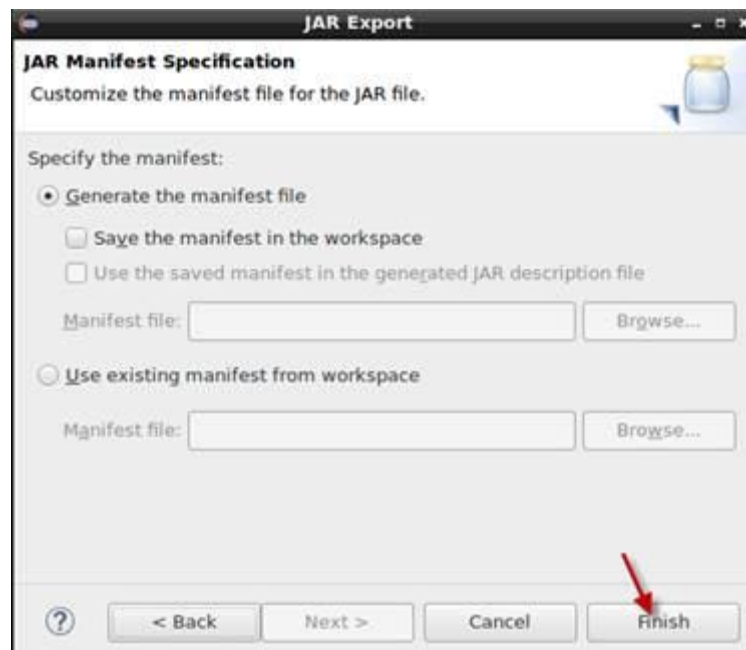 JAR Export
JAR Manifest Specification
Customize the manifest file for the JAR file.
Specify the manifest:
Generate the manifest file
Save the manifest in the workspace
Use the saved manifest in the generated JAR description file
Manifest file: Browse...
Use existing manifest from workspace
Manifest file: Browse...
? < Back Next > Cancel Finish